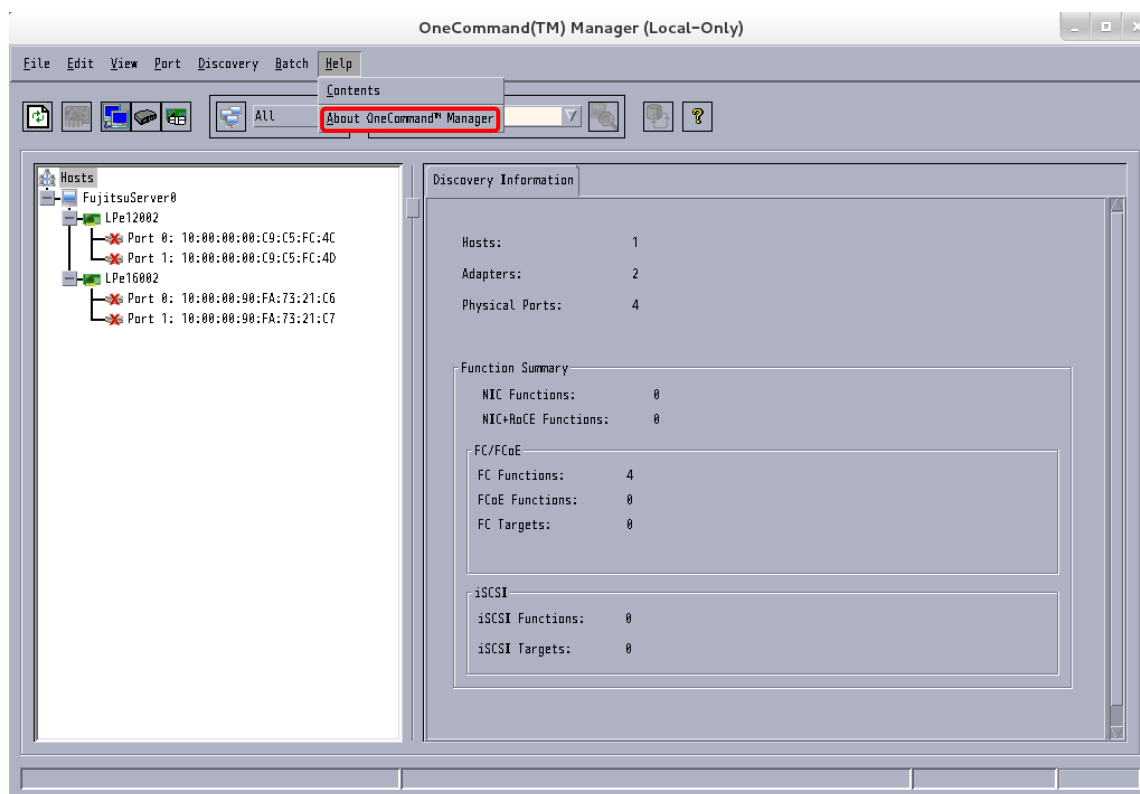 OneCommand(TM) Manager (Local-Only)
File Edit View Port Discovery Batch Help
Contents
About OneCommand™ Manager
All
Hosts
FujitsuServer0
LPe12002
Port 0: 10:00:00:00:C9:C5:FC:4C
Port 1: 10:00:00:00:C9:C5:FC:4D
LPe16002
Port 0: 10:00:00:90:FA:73:21:C6
Port 1: 10:00:00:90:FA:73:21:C7
Discovery Information
Hosts: 1
Adapters: 2
Physical Ports: 4
Function Summary
NIC Functions: 0
NIC+RoCE Functions: 0
FC/FCoE
FC Functions: 4
FCoE Functions: 0
FC Targets: 0
iSCSI
iSCSI Functions: 0
iSCSI Targets: 0